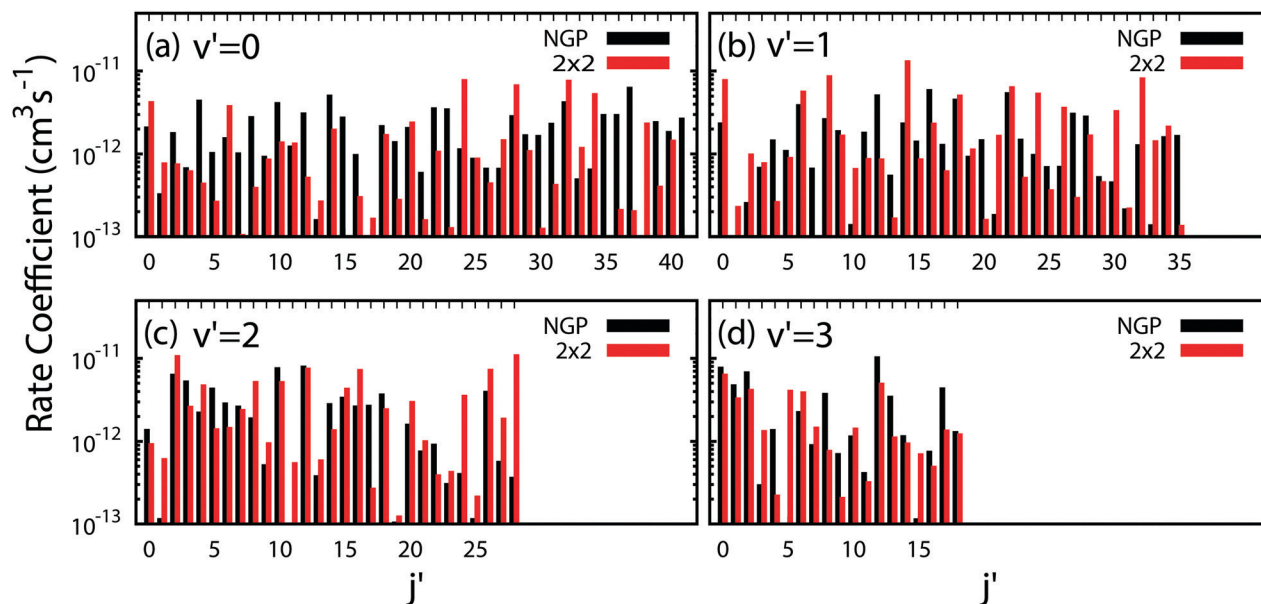 (a) v'=0
NGP
2x2
(b) v'=1
NGP
2x2
10⁻¹¹
10⁻¹²
10⁻¹³
0 5 10 15 20 25 30 35 40
0 5 10 15 20 25 30 35
Rate Coefficient (cm³s⁻¹)
(c) v'=2
NGP
2x2
(d) v'=3
NGP
2x2
10⁻¹¹
10⁻¹²
10⁻¹³
0 5 10 15 20 25
0 5 10 15
j'
j'